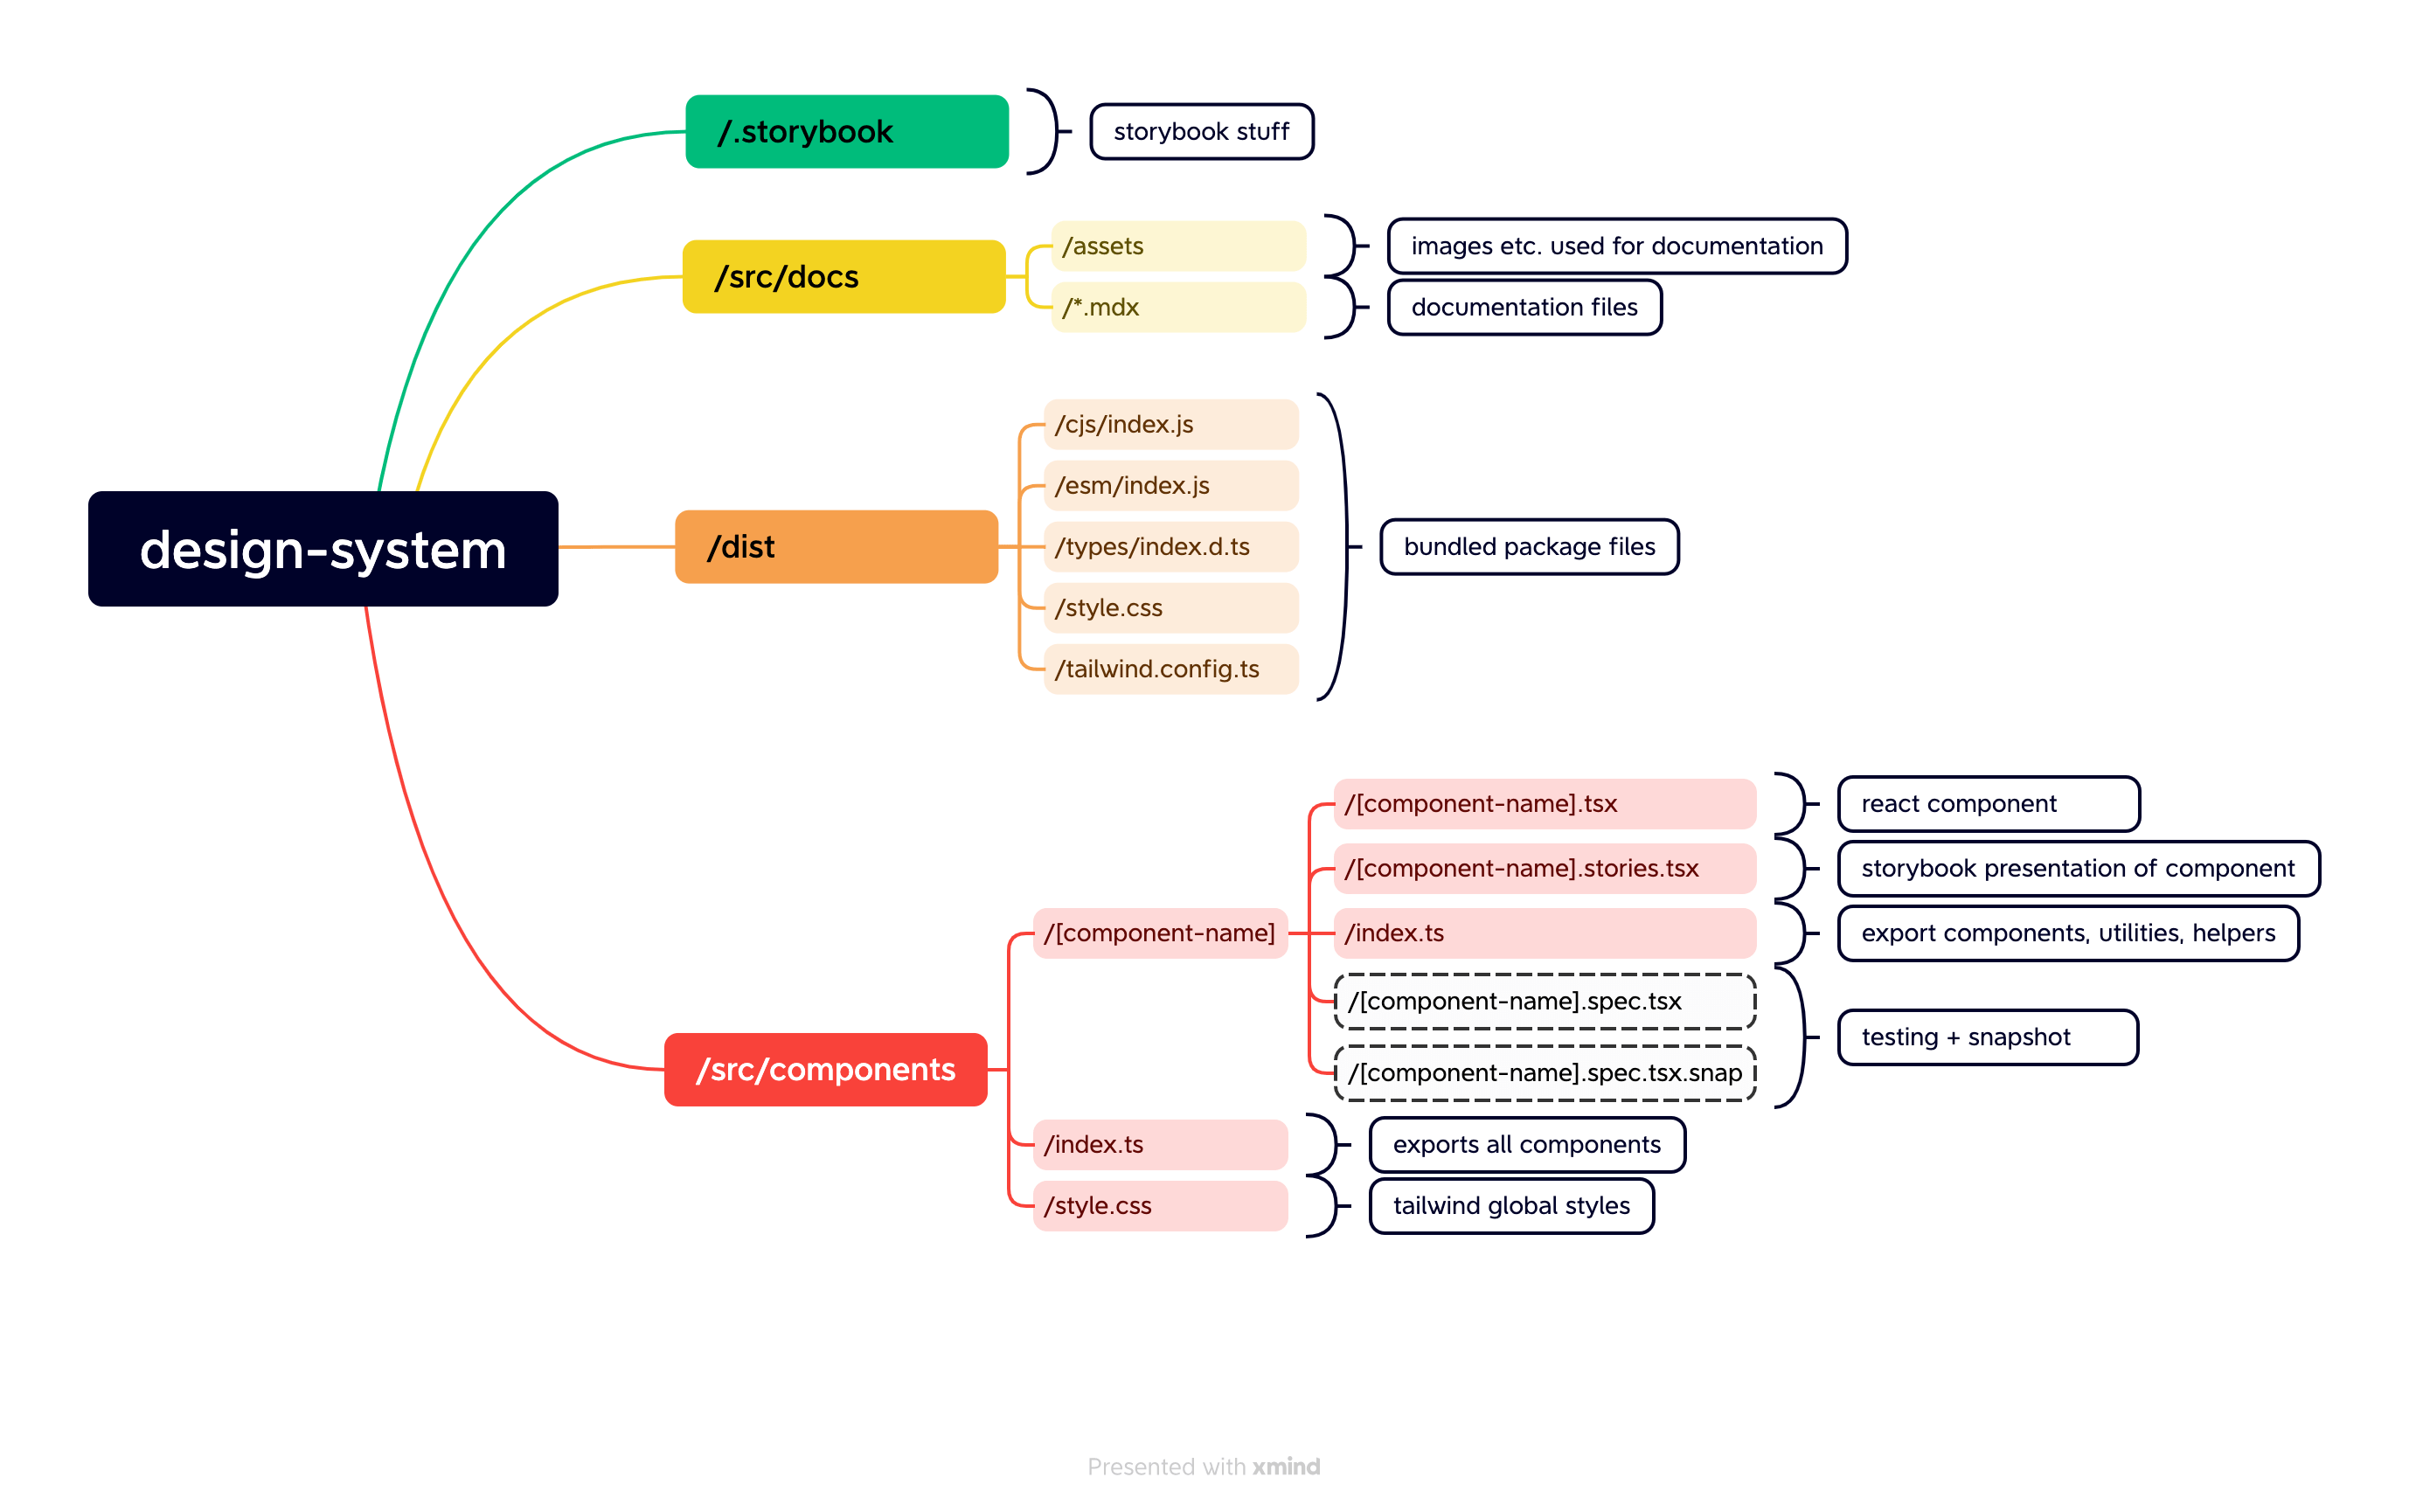 /.storybook
storybook stuff
/src/docs
/assets
images etc. used for documentation
/*.mdx
documentation files
design-system
/dist
/cjs/index.js
/esm/index.js
/types/index.d.ts
/style.css
/tailwind.config.ts
bundled package files
/src/components
/[component-name]
/[component-name].tsx
react component
/[component-name].stories.tsx
storybook presentation of component
/index.ts
export components, utilities, helpers
/[component-name].spec.tsx
/[component-name].spec.tsx.snap
testing + snapshot
/index.ts
exports all components
/style.css
tailwind global styles
Presented with xmind